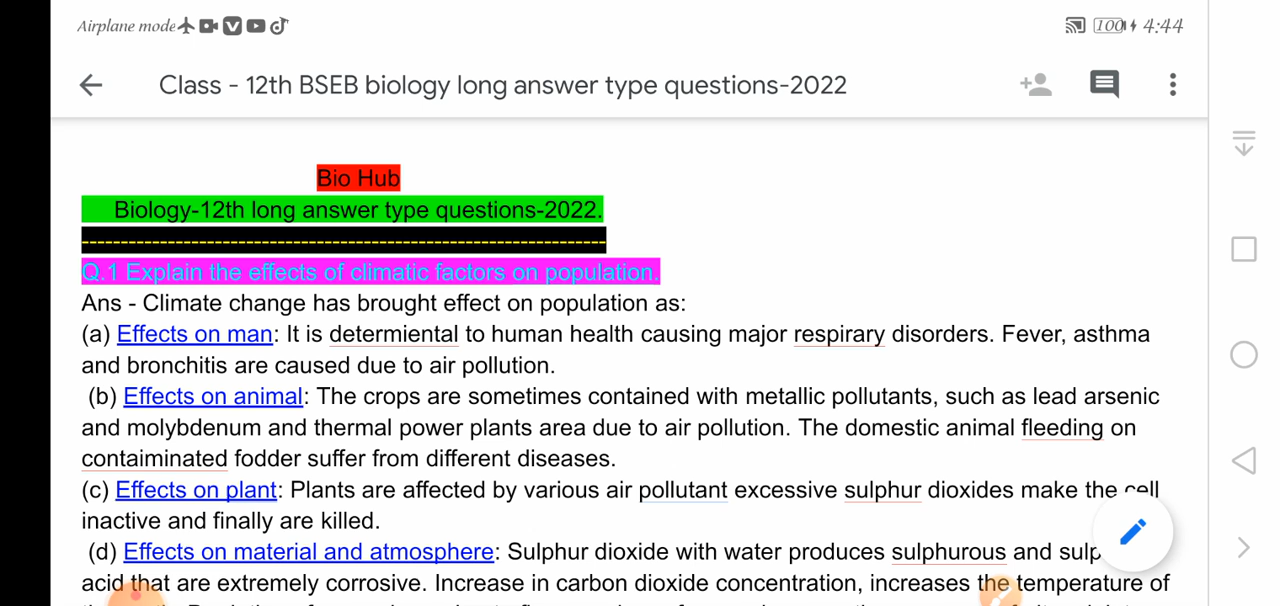 Airplane mode 100 4:44
Class - 12th BSEB biology long answer type questions-2022
Bio Hub
Biology-12th long answer type questions-2022.
-------------------------------------------------------------------
Q.1 Explain the effects of climatic factors on population.
Ans - Climate change has brought effect on population as:
(a) Effects on man: It is determiental to human health causing major respirary disorders. Fever, asthma
and bronchitis are caused due to air pollution.
(b) Effects on animal: The crops are sometimes contained with metallic pollutants, such as lead arsenic
and molybdenum and thermal power plants area due to air pollution. The domestic animal fleeding on
contaiminated fodder suffer from different diseases.
(c) Effects on plant: Plants are affected by various air pollutant excessive sulphur dioxides make the cell
inactive and finally are killed.
(d) Effects on material and atmosphere: Sulphur dioxide with water produces sulphurous and sulp
acid that are extremely corrosive. Increase in carbon dioxide concentration, increases the temperature of